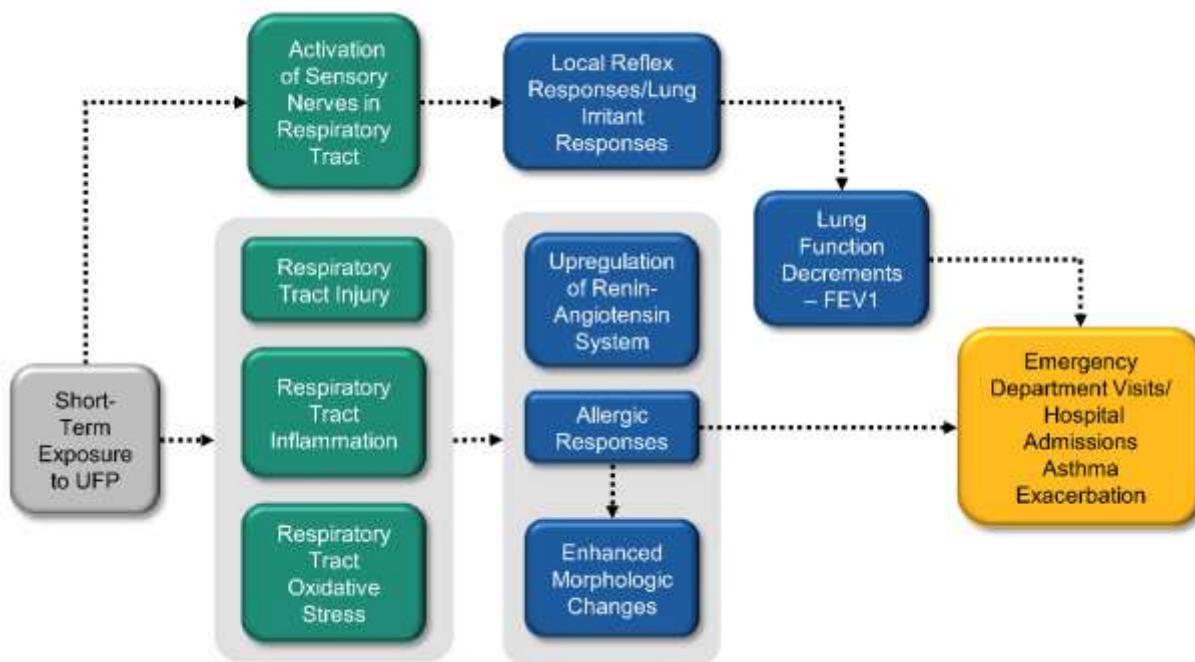 Activation
of Sensory
Nerves in
Respiratory
Tract
Local Reflex
Responses/Lung
Irritant
Responses
Lung
Function
Decrements
– FEV1
Respiratory
Tract Injury
Upregulation
of Renin-
Angiotensin
System
Short-
Term
Exposure
to UFP
Respiratory
Tract
Inflammation
Allergic
Responses
Emergency
Department Visits/
Hospital
Admissions
Asthma
Exacerbation
Respiratory
Tract
Oxidative
Stress
Enhanced
Morphologic
Changes